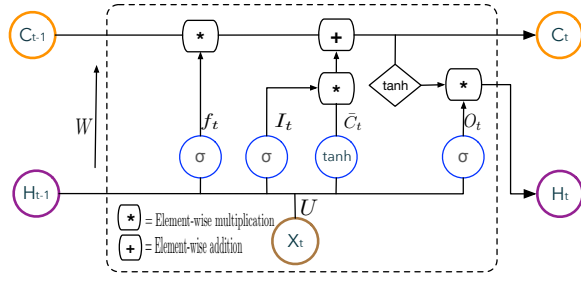 Ct-1
*
+
Ct
tanh
*
*
W
ft
It
C̄t
Ot
σ
σ
tanh
σ
Ht-1
Ht
* = Element-wise multiplication
U
+ = Element-wise addition
Xt